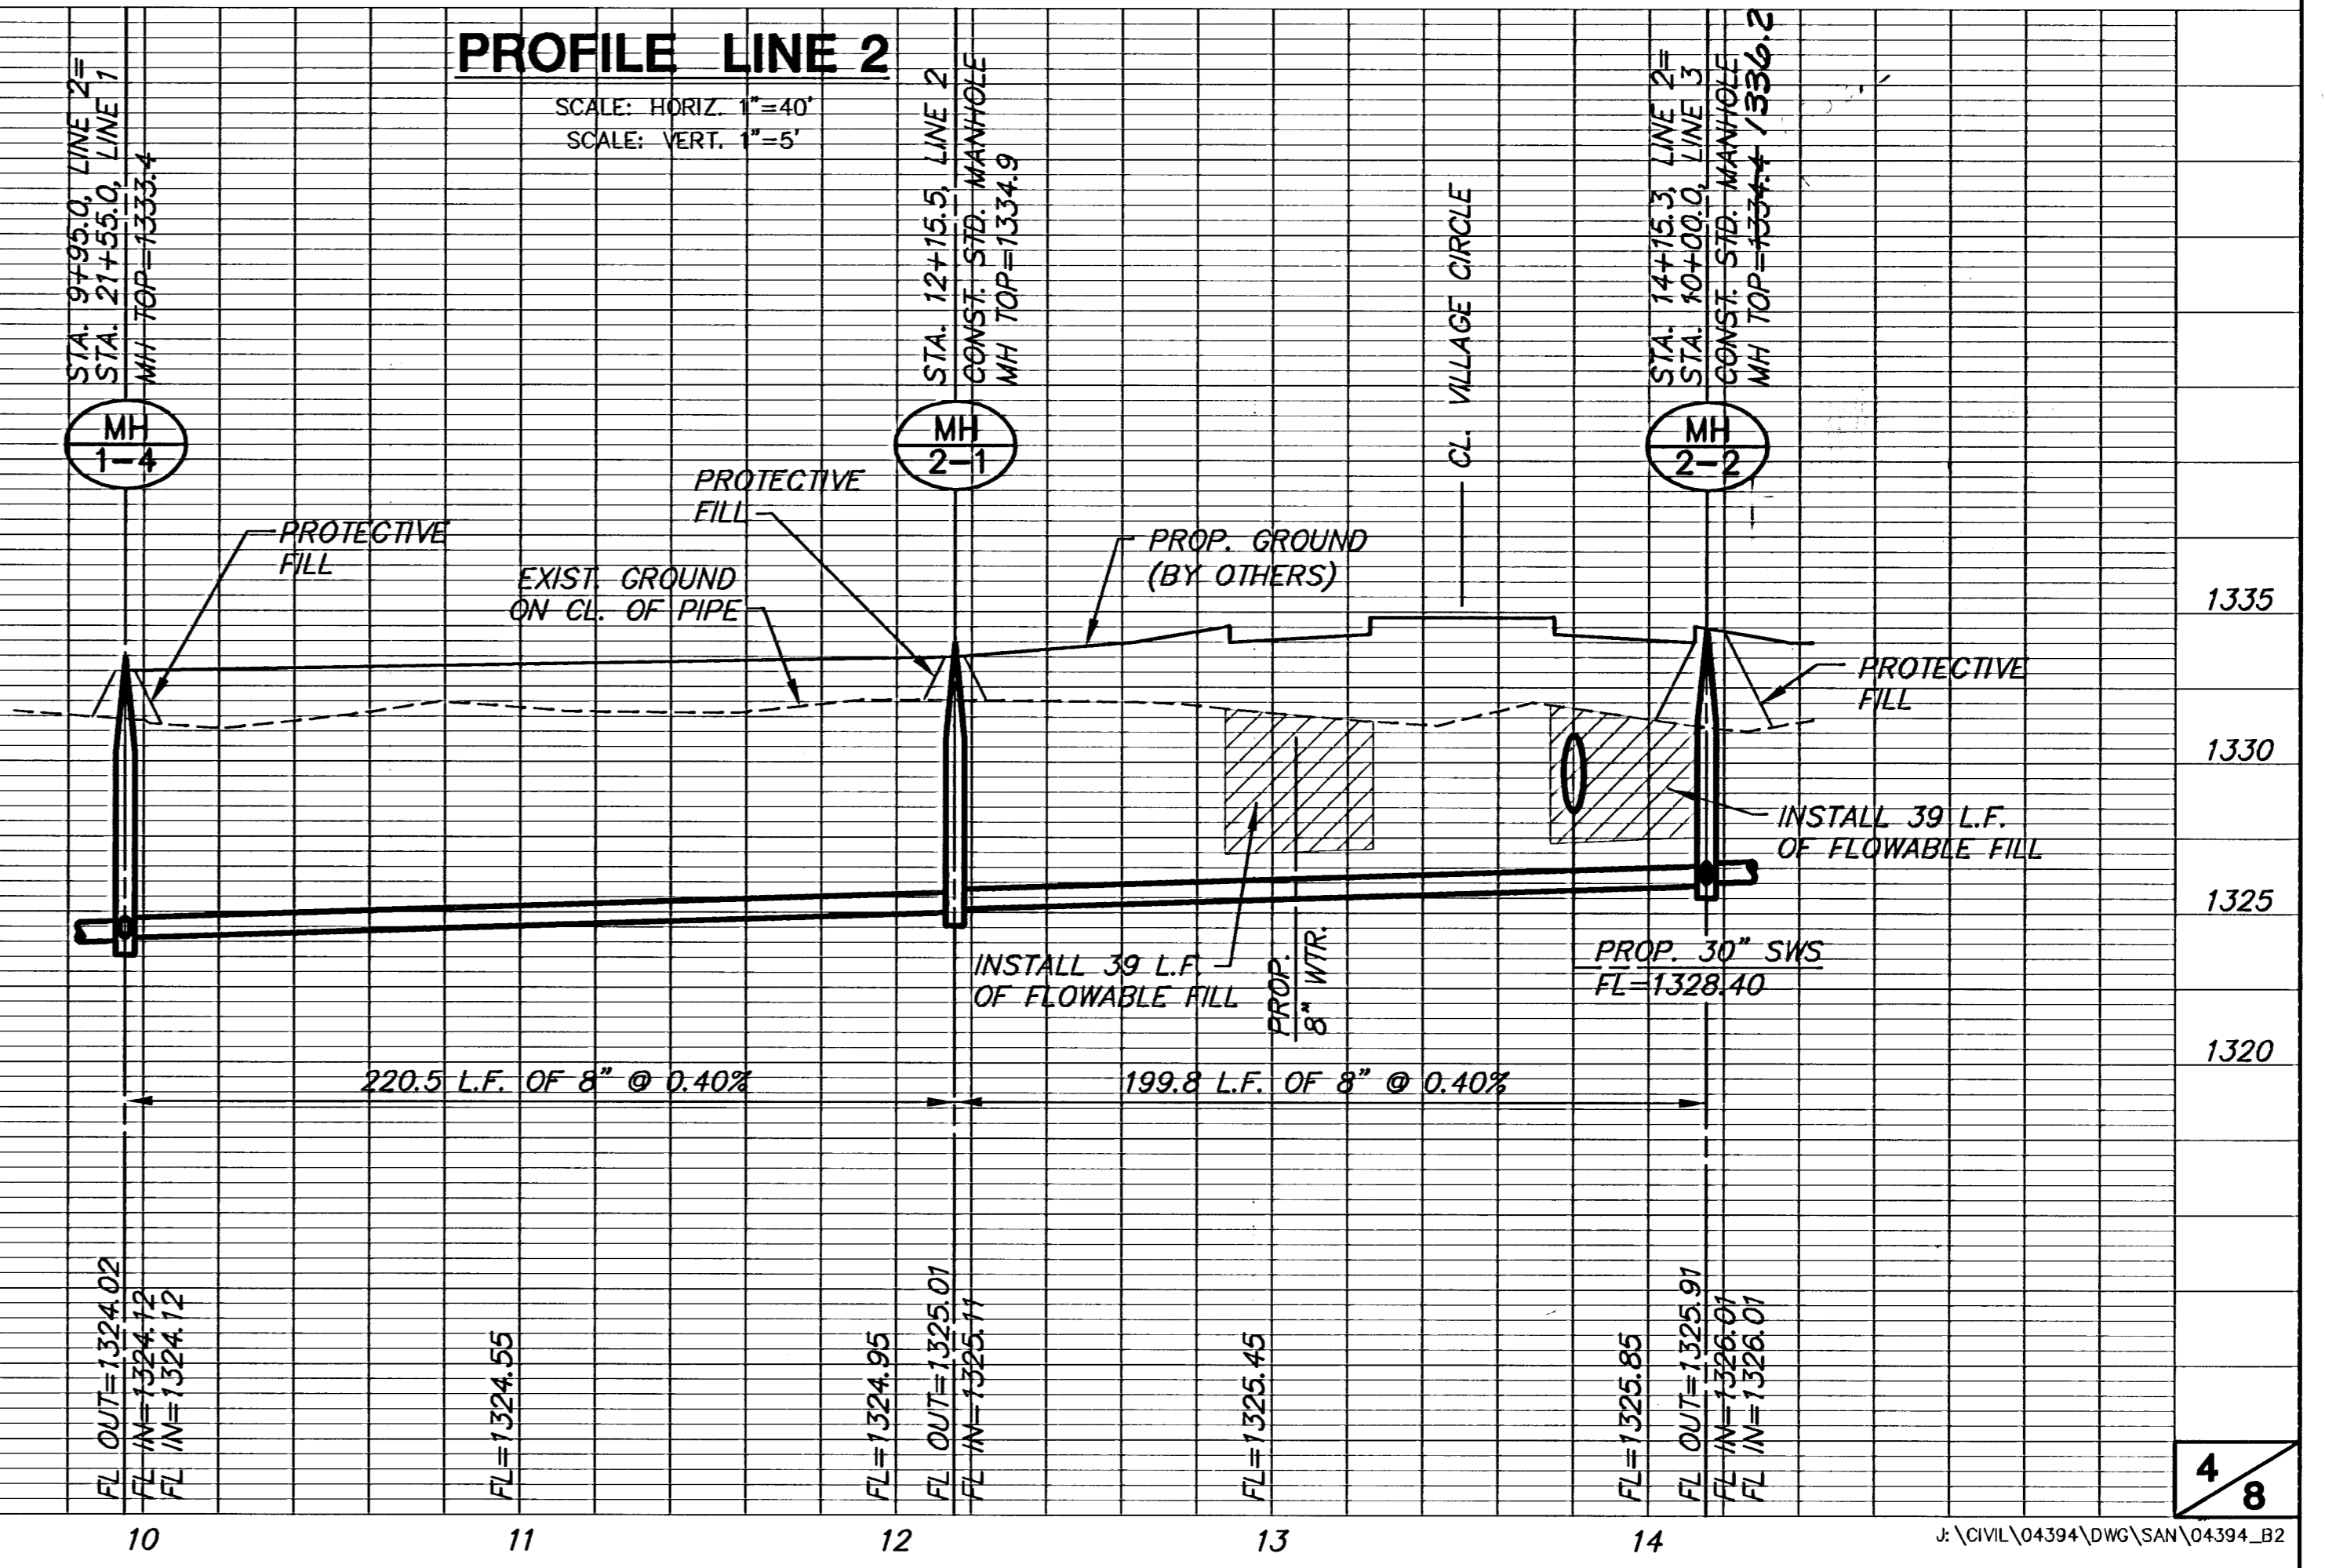 PROFILE LINE 2
SCALE: HORIZ. 1"=40'
SCALE: VERT. 1"=5'
STA. 9+95.0, LINE 2=
STA. 21+55.0, LINE 1
MH TOP=1333.4
STA. 12+15.5, LINE 2
CONST. STD. MANHOLE
MH TOP=1334.9
CL. VILLAGE CIRCLE
STA. 14+15.3, LINE 2=
STA. 10+00.0, LINE 3
CONST. STD. MANHOLE
MH TOP=1334.4 1336.2
MH
1-4
MH
2-1
MH
2-2
PROTECTIVE
FILL
PROTECTIVE
FILL
EXIST. GROUND
ON CL. OF PIPE
PROP. GROUND
(BY OTHERS)
PROTECTIVE
FILL
1335
1330
1325
1320
INSTALL 39 L.F.
OF FLOWABLE FILL
INSTALL 39 L.F.
OF FLOWABLE FILL
PROP.
8" WTR.
PROP. 30" SWS
FL=1328.40
220.5 L.F. OF 8" @ 0.40%
199.8 L.F. OF 8" @ 0.40%
FL OUT=1324.02
FL IN=1324.12
FL IN=1324.12
FL=1324.55
FL=1324.95
FL OUT=1325.01
FL IN=1325.11
FL=1325.45
FL=1325.85
FL OUT=1325.91
FL IN=1326.01
FL IN=1326.01
10
11
12
13
14
4
8
J:\CIVIL\04394\DWG\SAN\04394_B2